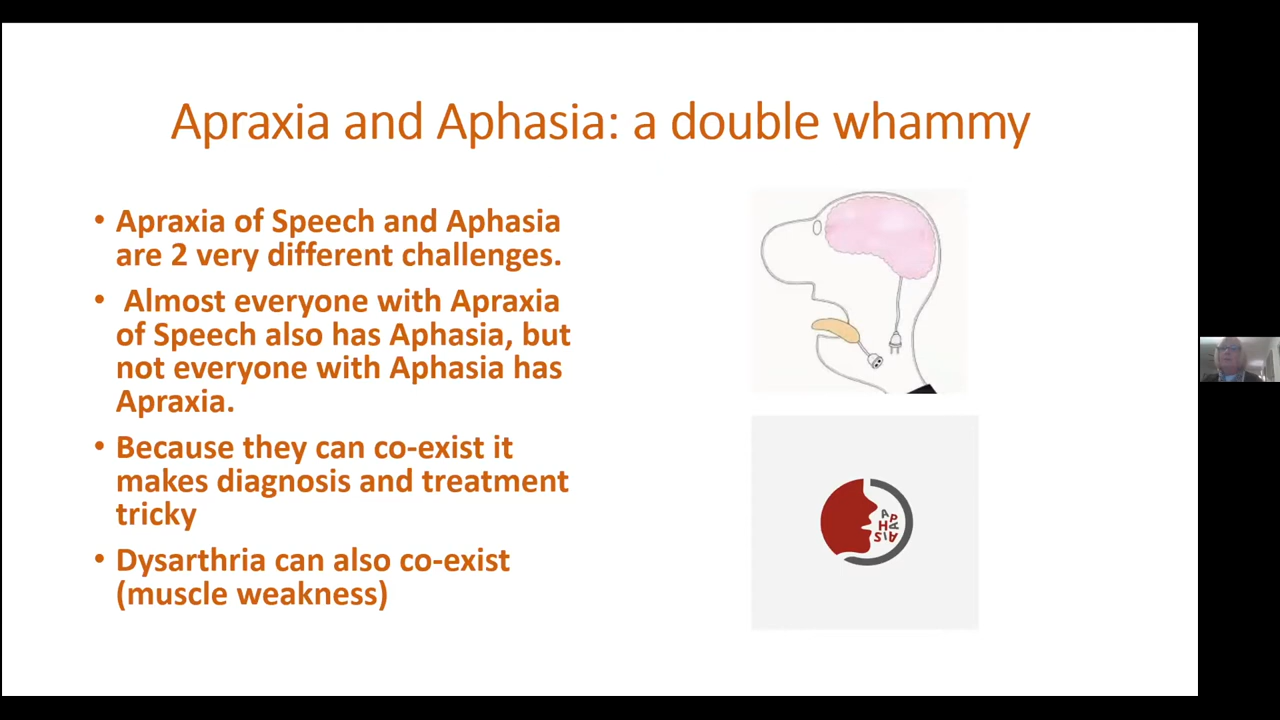 Apraxia and Aphasia: a double whammy
• Apraxia of Speech and Aphasia
are 2 very different challenges.
• Almost everyone with Apraxia
of Speech also has Aphasia, but
not everyone with Aphasia has
Apraxia.
• Because they can co-exist it
makes diagnosis and treatment
tricky
• Dysarthria can also co-exist
(muscle weakness)
APHASIA